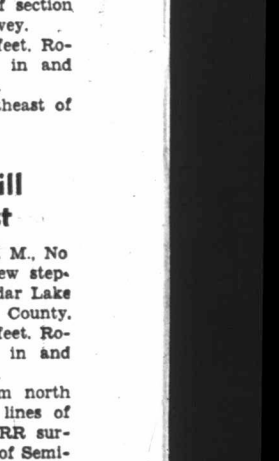 f section
vey.
feet. Ro-
in and
heast of
ill
t
M., No
ew step-
dar Lake
County.
feet. Ro-
in and
m north
lines of
RR sur-
of Semi-